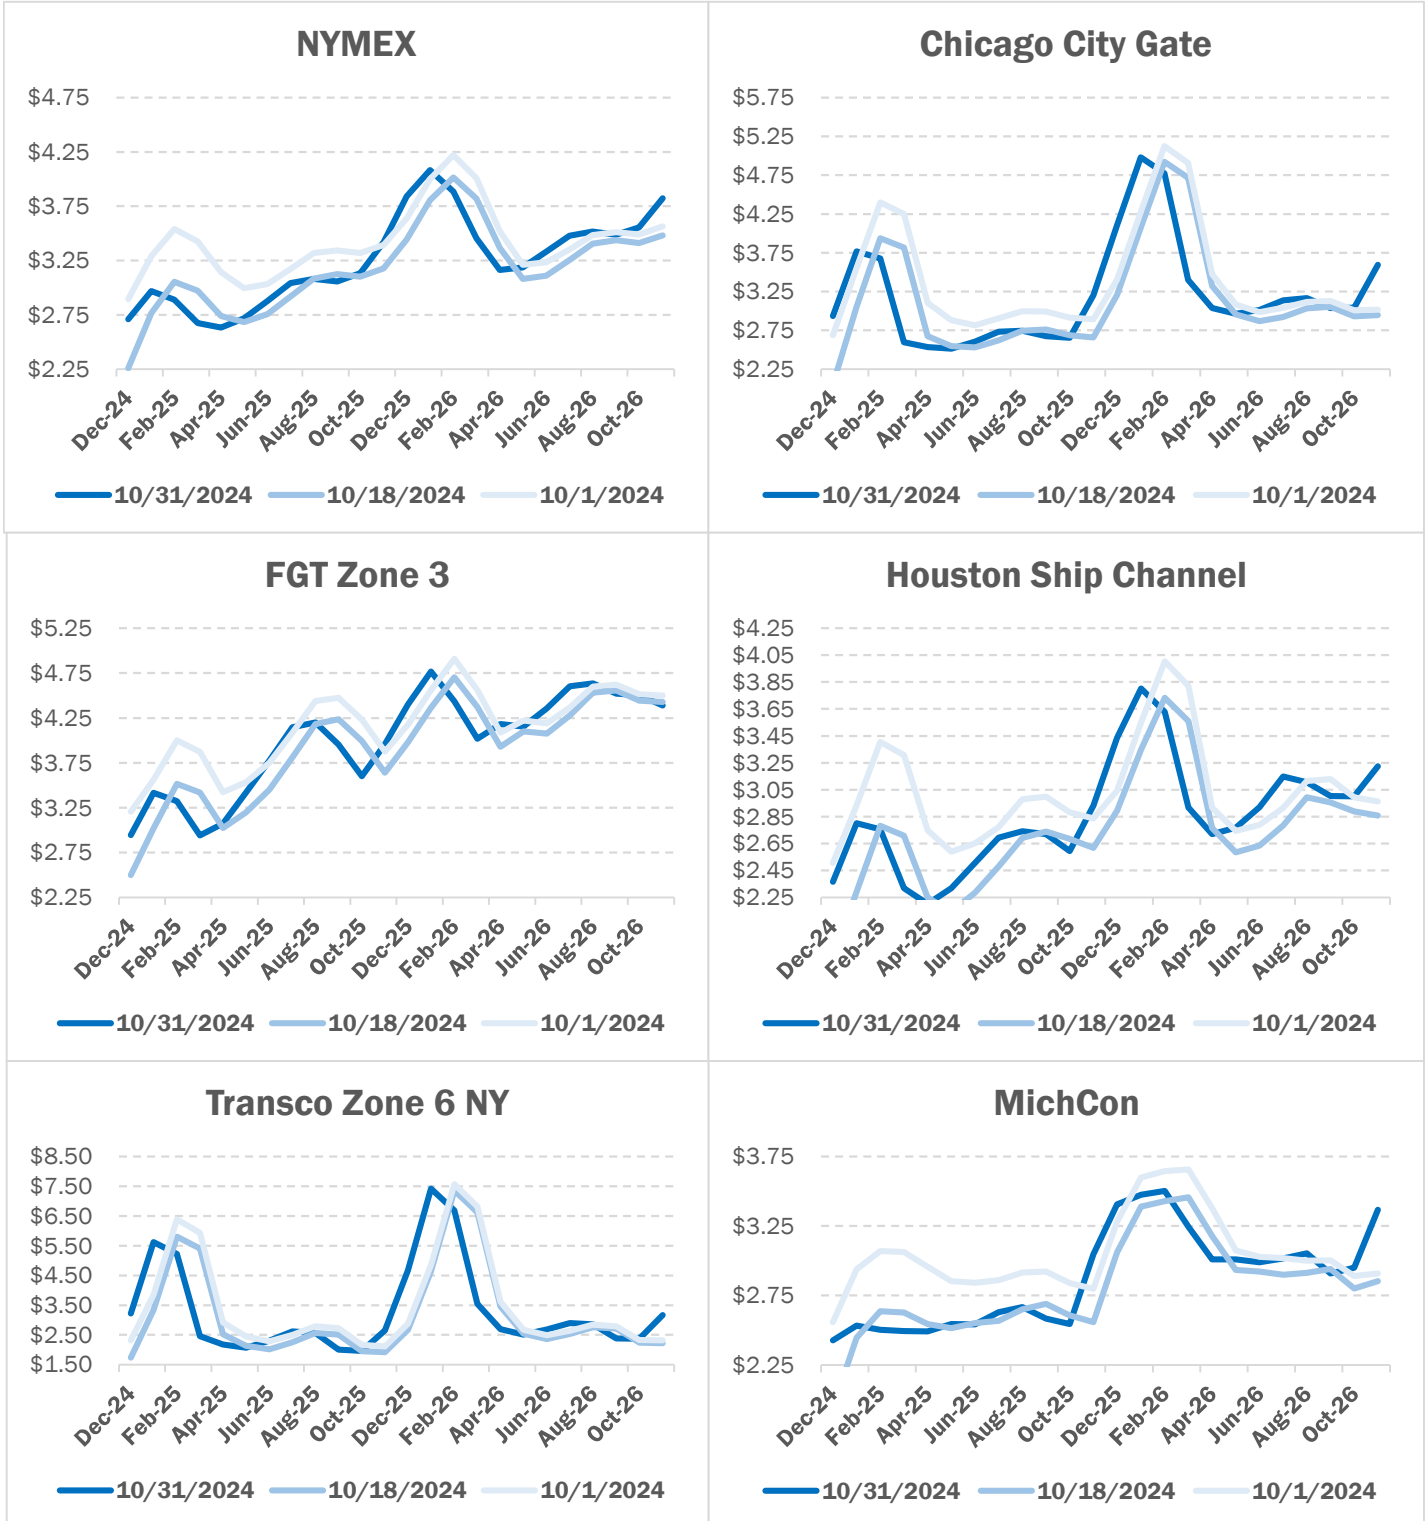 NYMEX
$4.75
$4.25
$3.75
$3.25
$2.75
$2.25
Dec-24 Feb-25 Apr-25 Jun-25 Aug-25 Oct-25 Dec-25 Feb-26 Apr-26 Jun-26 Aug-26 Oct-26
10/31/2024 10/18/2024 10/1/2024
Chicago City Gate
$5.75
$5.25
$4.75
$4.25
$3.75
$3.25
$2.75
$2.25
Dec-24 Feb-25 Apr-25 Jun-25 Aug-25 Oct-25 Dec-25 Feb-26 Apr-26 Jun-26 Aug-26 Oct-26
10/31/2024 10/18/2024 10/1/2024
FGT Zone 3
$5.25
$4.75
$4.25
$3.75
$3.25
$2.75
$2.25
Dec-24 Feb-25 Apr-25 Jun-25 Aug-25 Oct-25 Dec-25 Feb-26 Apr-26 Jun-26 Aug-26 Oct-26
10/31/2024 10/18/2024 10/1/2024
Houston Ship Channel
$4.25
$4.05
$3.85
$3.65
$3.45
$3.25
$3.05
$2.85
$2.65
$2.45
$2.25
Dec-24 Feb-25 Apr-25 Jun-25 Aug-25 Oct-25 Dec-25 Feb-26 Apr-26 Jun-26 Aug-26 Oct-26
10/31/2024 10/18/2024 10/1/2024
Transco Zone 6 NY
$8.50
$7.50
$6.50
$5.50
$4.50
$3.50
$2.50
$1.50
Dec-24 Feb-25 Apr-25 Jun-25 Aug-25 Oct-25 Dec-25 Feb-26 Apr-26 Jun-26 Aug-26 Oct-26
10/31/2024 10/18/2024 10/1/2024
MichCon
$3.75
$3.25
$2.75
$2.25
Dec-24 Feb-25 Apr-25 Jun-25 Aug-25 Oct-25 Dec-25 Feb-26 Apr-26 Jun-26 Aug-26 Oct-26
10/31/2024 10/18/2024 10/1/2024